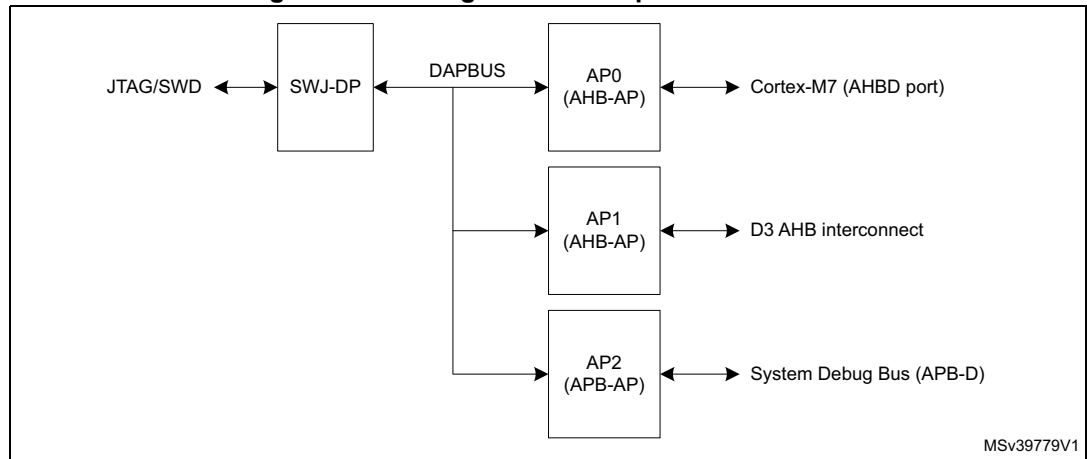 JTAG/SWD
SWJ-DP
DAPBUS
AP0
(AHB-AP)
Cortex-M7 (AHBD port)
AP1
(AHB-AP)
D3 AHB interconnect
AP2
(APB-AP)
System Debug Bus (APB-D)
MSv39779V1